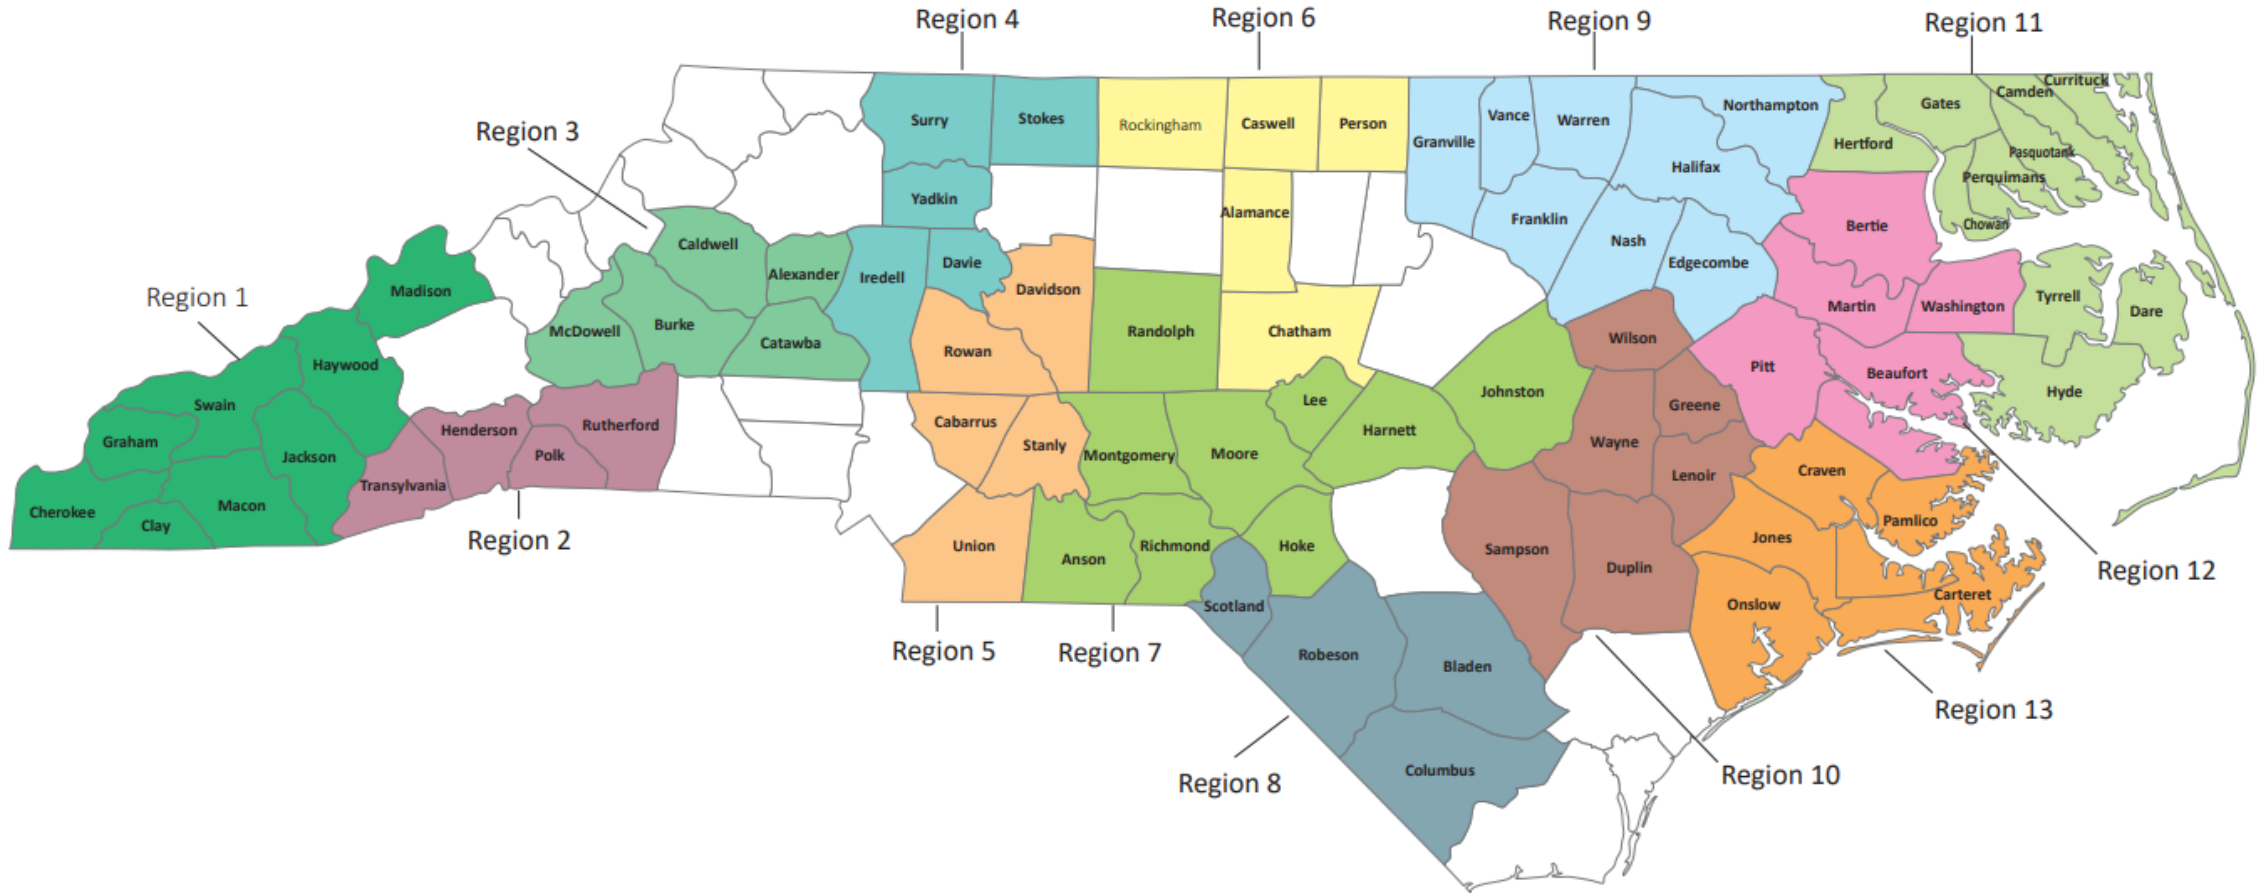 Region 4
Region 6
Region 9
Region 11
Region 3
Region 1
Surry
Stokes
Rockingham
Caswell
Person
Granville
Vance
Warren
Northampton
Halifax
Hertford
Gates
Camden
Currituck
Pasquotank
Perquimans
Chowan
Yadkin
Alamance
Franklin
Nash
Edgecombe
Bertie
Madison
Caldwell
Alexander
Iredell
Davie
Davidson
Martin
Washington
Tyrrell
Dare
Haywood
McDowell
Burke
Catawba
Rowan
Randolph
Chatham
Wilson
Pitt
Beaufort
Hyde
Swain
Graham
Jackson
Henderson
Rutherford
Polk
Transylvania
Cabarrus
Stanly
Montgomery
Moore
Lee
Harnett
Johnston
Greene
Wayne
Lenoir
Craven
Pamlico
Cherokee
Clay
Macon
Region 2
Union
Anson
Richmond
Hoke
Scotland
Sampson
Duplin
Jones
Onslow
Carteret
Region 12
Region 5
Region 7
Robeson
Bladen
Columbus
Region 8
Region 10
Region 13